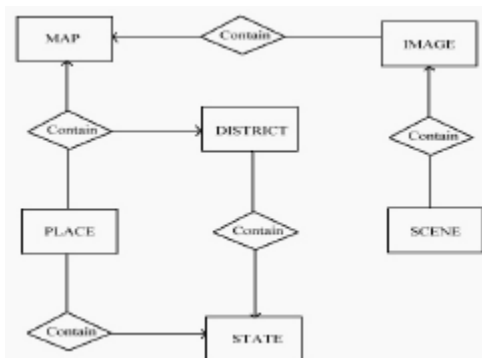 Contain
MAP
IMAGE
Contain
DISTRICT
Contain
PLACE
Contain
SCENE
Contain
STATE